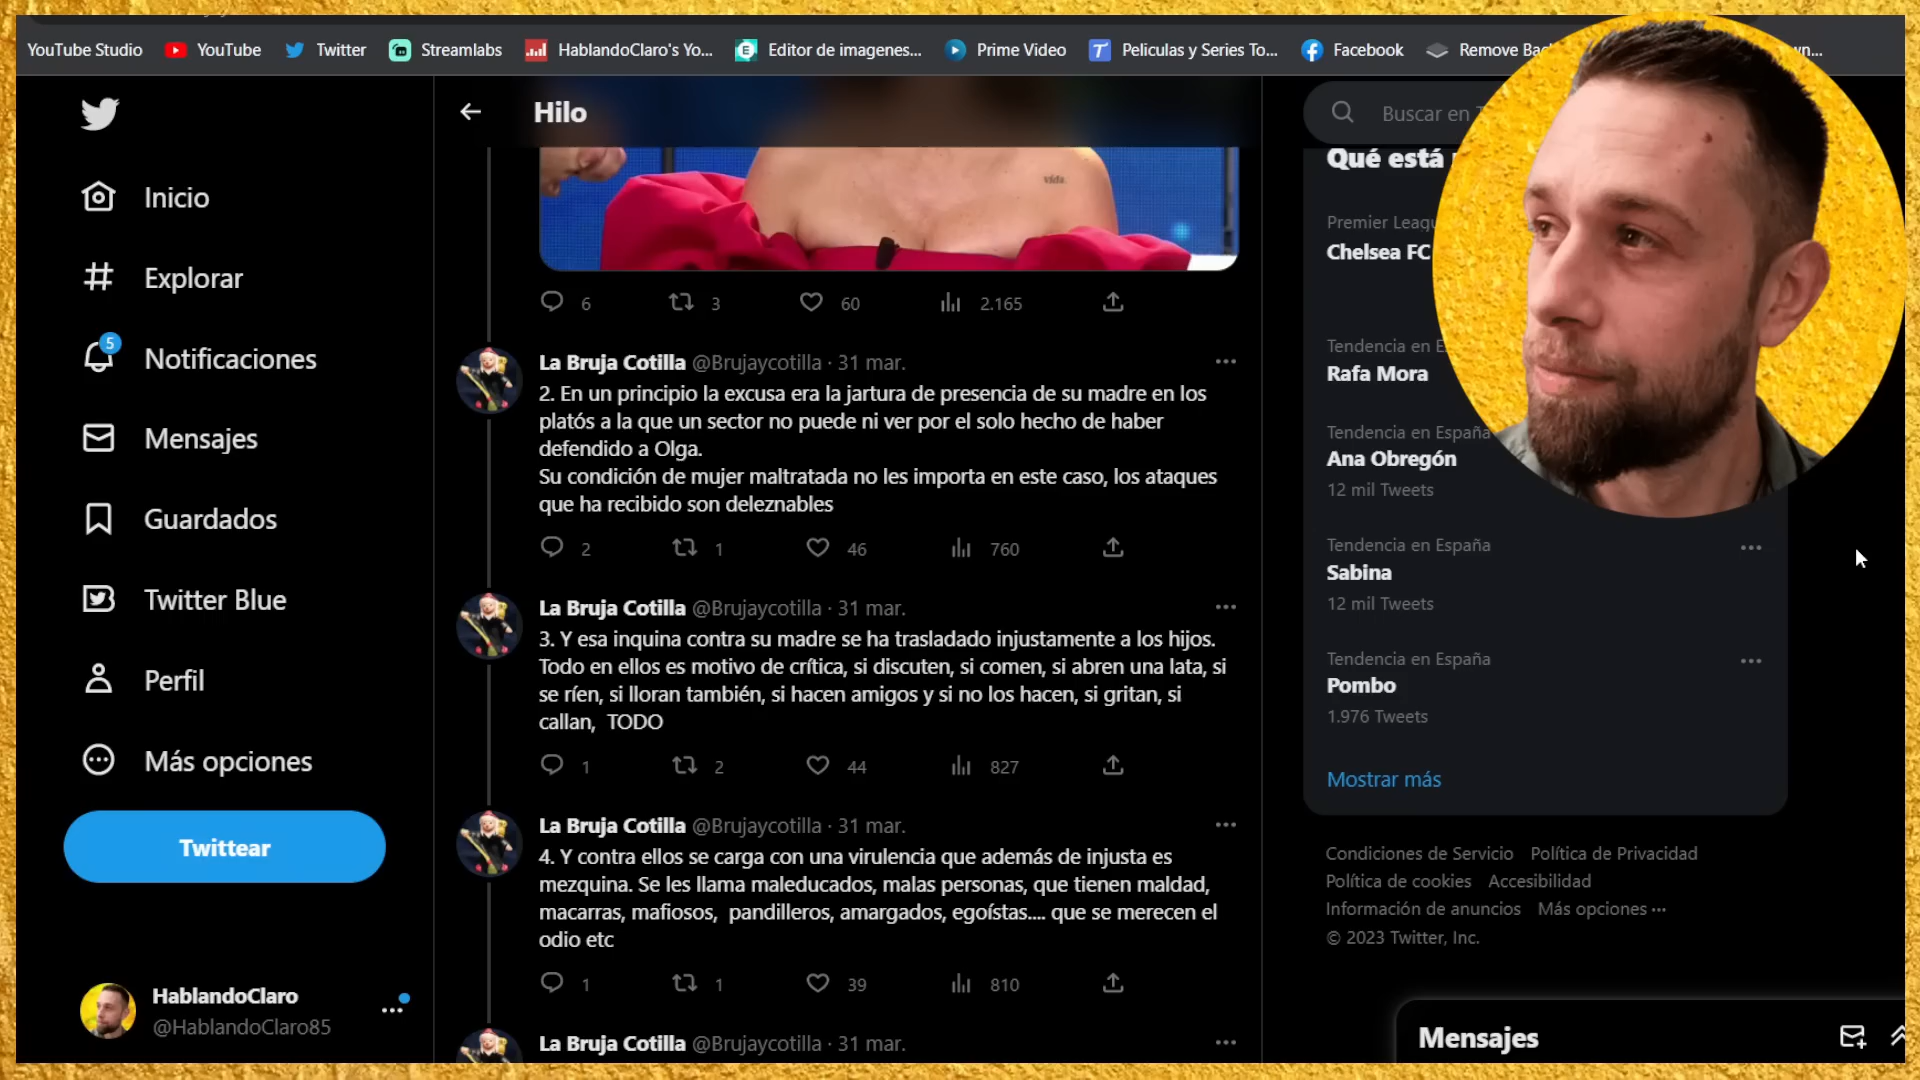 YouTube Studio
YouTube
Twitter
Streamlabs
HablandoClaro's Yo...
Editor de imagenes...
Prime Video
Peliculas y Series To...
Facebook
Remove
Hilo
Inicio
Explorar
5
Notificaciones
Mensajes
Guardados
Twitter Blue
Perfil
Más opciones
Twittear
HablandoClaro
@HablandoClaro85
vida.
6 3 60 2.165
La Bruja Cotilla @Brujaycotilla · 31 mar.
2. En un principio la excusa era la jartura de presencia de su madre en los
platós a la que un sector no puede ni ver por el solo hecho de haber
defendido a Olga.
Su condición de mujer maltratada no les importa en este caso, los ataques
que ha recibido son deleznables
2 1 46 760
La Bruja Cotilla @Brujaycotilla · 31 mar.
3. Y esa inquina contra su madre se ha trasladado injustamente a los hijos.
Todo en ellos es motivo de crítica, si discuten, si comen, si abren una lata, si
se ríen, si lloran también, si hacen amigos y si no los hacen, si gritan, si
callan, TODO
1 2 44 827
La Bruja Cotilla @Brujaycotilla · 31 mar.
4. Y contra ellos se carga con una virulencia que además de injusta es
mezquina. Se les llama maleducados, malas personas, que tienen maldad,
macarras, mafiosos, pandilleros, amargados, egoístas.... que se merecen el
odio etc
1 1 39 810
La Bruja Cotilla @Brujaycotilla · 31 mar.
Buscar en
Qué está
Premier
Chelsea FC
Tendencia en
Rafa Mora
Tendencia en España
Ana Obregón
12 mil Tweets
Tendencia en España
Sabina
12 mil Tweets
Tendencia en España
Pombo
1.976 Tweets
Mostrar más
Condiciones de Servicio Política de Privacidad
Política de cookies Accesibilidad
Información de anuncios Más opciones ···
© 2023 Twitter, Inc.
Mensajes